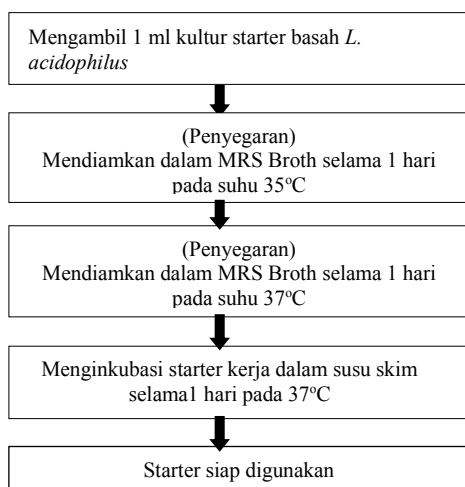 Mengambil 1 ml kultur starter basah L.
acidophilus
(Penyegaran)
Mendiamkan dalam MRS Broth selama 1 hari
pada suhu 35°C
(Penyegaran)
Mendiamkan dalam MRS Broth selama 1 hari
pada suhu 37°C
Menginkubasi starter kerja dalam susu skim
selama1 hari pada 37°C
Starter siap digunakan